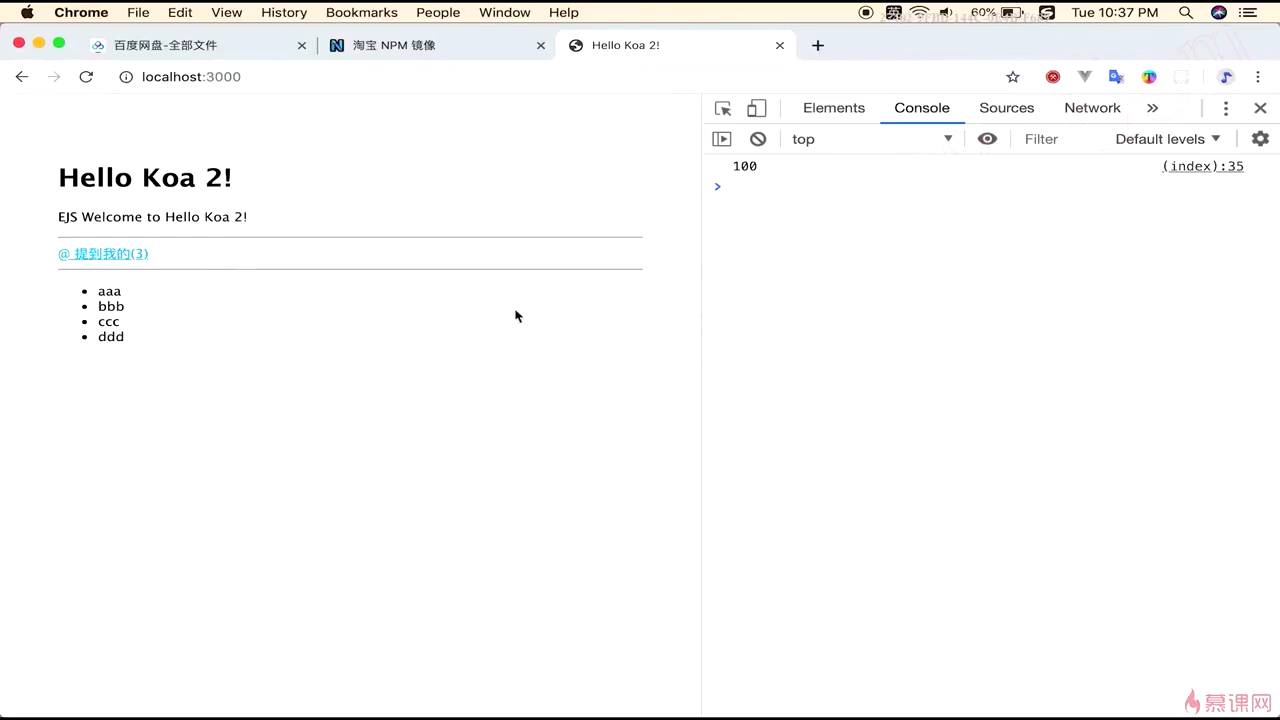 Chrome File Edit View History Bookmarks People Window Help 英 60% Tue 10:37 PM
百度网盘-全部文件 淘宝 NPM 镜像 Hello Koa 2!
localhost:3000
Elements Console Sources Network
top Filter Default levels
100 (index):35
Hello Koa 2!
EJS Welcome to Hello Koa 2!
@ 提到我的(3)
aaa
bbb
ccc
ddd
慕课网